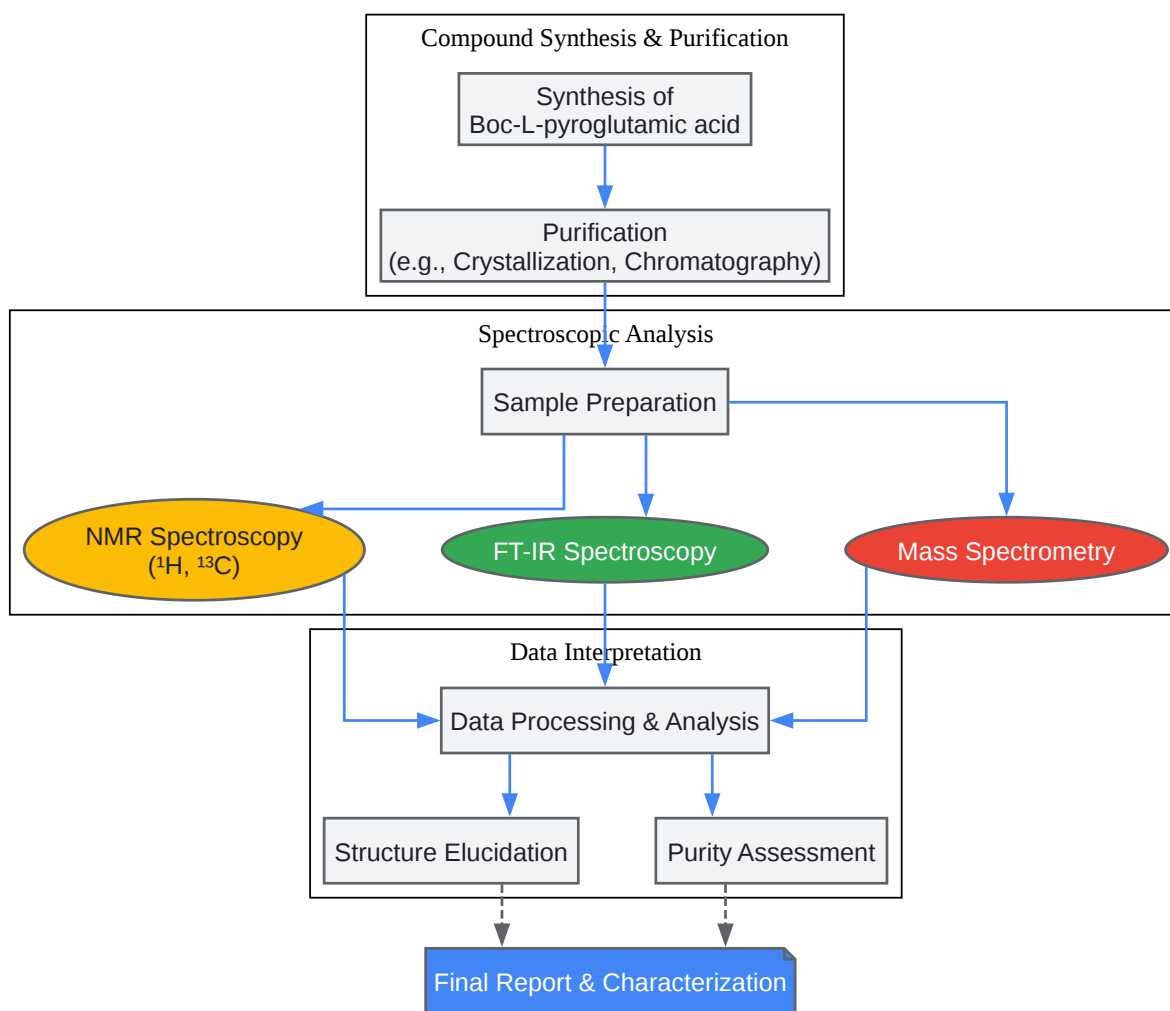 Compound Synthesis & Purification
Synthesis of
Boc-L-pyroglutamic acid
Purification
(e.g., Crystallization, Chromatography)
Spectroscopic Analysis
Sample Preparation
NMR Spectroscopy
(¹H, ¹³C)
FT-IR Spectroscopy
Mass Spectrometry
Data Interpretation
Data Processing & Analysis
Structure Elucidation
Purity Assessment
Final Report & Characterization